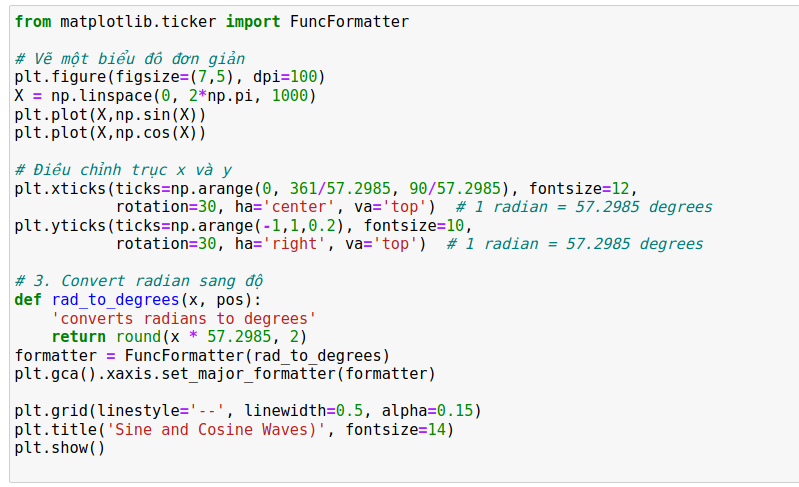 from matplotlib.ticker import FuncFormatter
# Vẽ một biểu đồ đơn giản
plt.figure(figsize=(7,5), dpi=100)
X = np.linspace(0, 2*np.pi, 1000)
plt.plot(X,np.sin(X))
plt.plot(X,np.cos(X))
# Điều chỉnh trục x và y
plt.xticks(ticks=np.arange(0, 361/57.2985, 90/57.2985), fontsize=12,
           rotation=30, ha='center', va='top')  # 1 radian = 57.2985 degrees
plt.yticks(ticks=np.arange(-1,1,0.2), fontsize=10,
           rotation=30, ha='right', va='top')  # 1 radian = 57.2985 degrees
# 3. Convert radian sang độ
def rad_to_degrees(x, pos):
    'converts radians to degrees'
    return round(x * 57.2985, 2)
formatter = FuncFormatter(rad_to_degrees)
plt.gca().xaxis.set_major_formatter(formatter)
plt.grid(linestyle='--', linewidth=0.5, alpha=0.15)
plt.title('Sine and Cosine Waves)', fontsize=14)
plt.show()